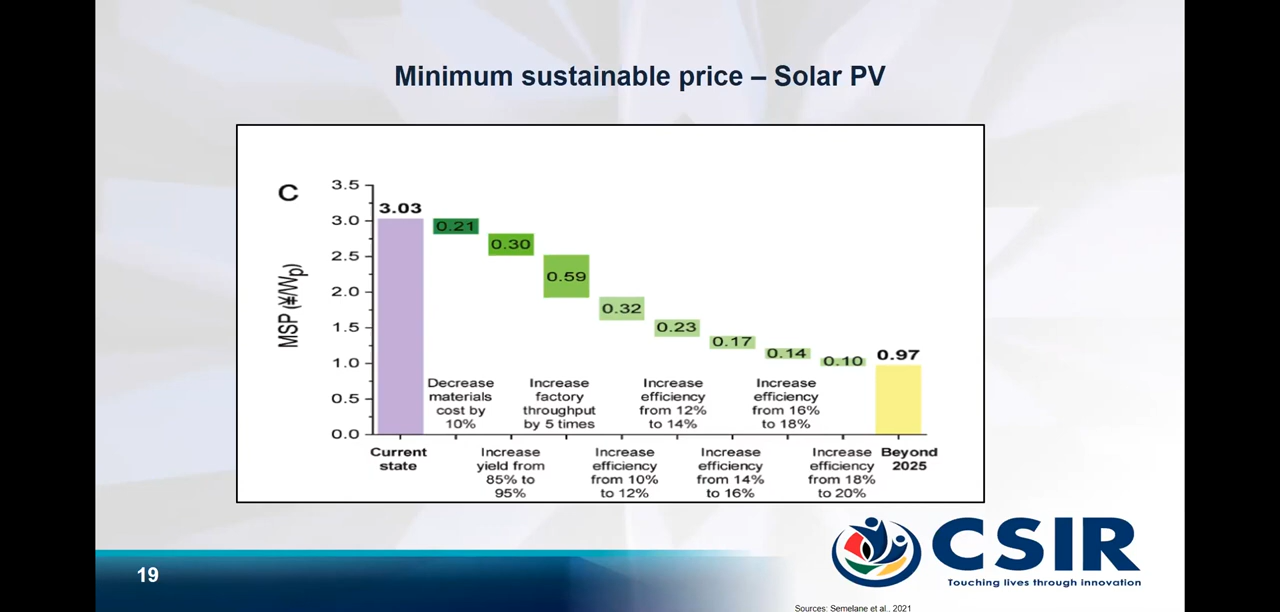 Minimum sustainable price – Solar PV
C
MSP (¥/Wp)
3.5
3.0
2.5
2.0
1.5
1.0
0.5
0.0
3.03
0.21
0.30
0.59
0.32
0.23
0.17
0.14
0.10
0.97
Decrease
materials
cost by
10%
Increase
factory
throughput
by 5 times
Increase
efficiency
from 12%
to 14%
Increase
efficiency
from 16%
to 18%
Current
state
Increase
yield from
85% to
95%
Increase
efficiency
from 10%
to 12%
Increase
efficiency
from 14%
to 16%
Increase
efficiency
from 18%
to 20%
Beyond
2025
CSIR
Touching lives through innovation
19
Sources: Semelane et al., 2021